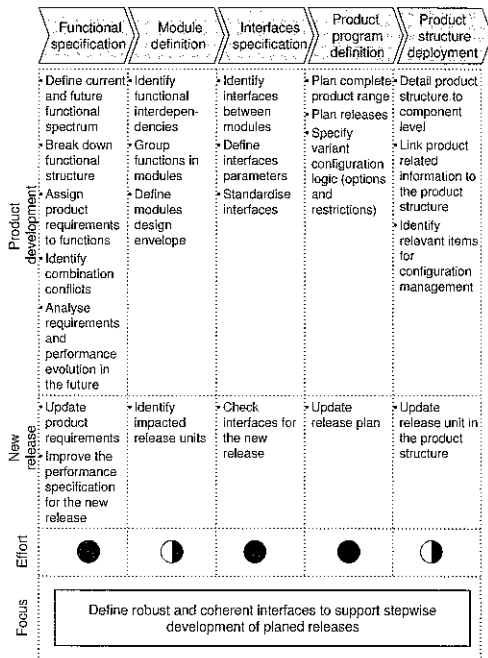 Functional
specification
Module
definition
Interfaces
specification
Product
program
definition
Product
structure
deployment
Product
development
• Define current
and future
functional
spectrum
• Break down
functional
structure
• Assign
product
requirements
to functions
• Identify
combination
conflicts
• Analyse
requirements
and
performance
evolution in
the future
• Identify
functional
interdepen-
dencies
• Group
functions in
modules
• Define
modules
design
envelope
• Identify
interfaces
between
modules
• Define
interfaces
parameters
• Standardise
interfaces
• Plan complete
product range
• Plan releases
• Specify
variant
configuration
logic (options
and
restrictions)
• Detail product
structure to
component
level
• Link product
related
information to
the product
structure
• Identify
relevant items
for
configuration
management
New
release
• Update
product
requirements
• Improve the
performance
specification
for the new
release
• Identify
impacted
release units
• Check
interfaces for
the new
release
• Update
release plan
• Update
release unit in
the product
structure
Effort
Focus
Define robust and coherent interfaces to support stepwise
development of planed releases